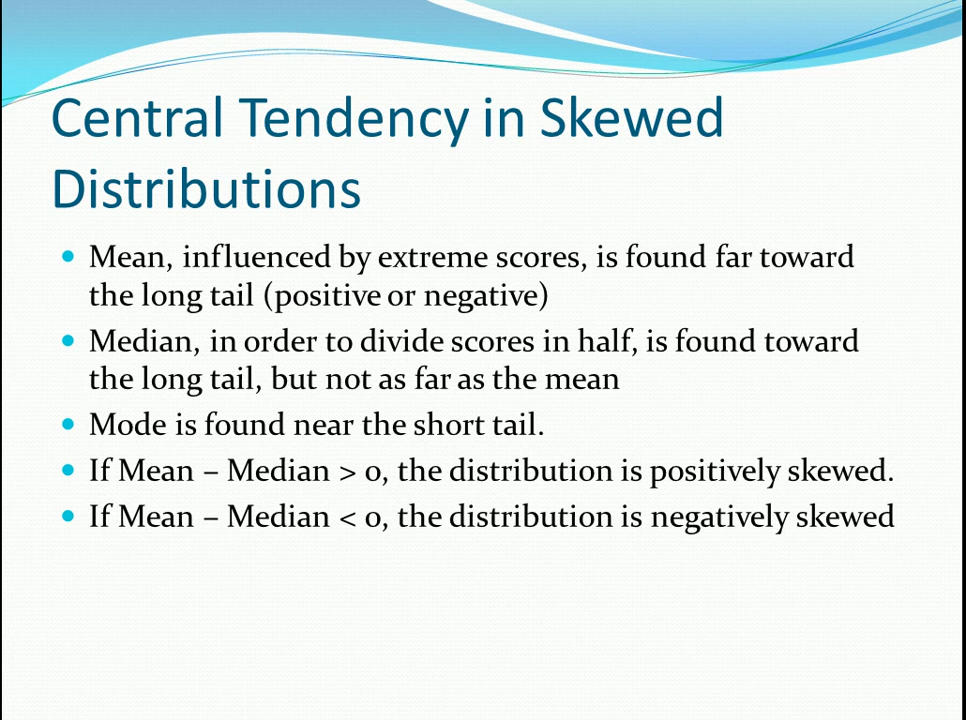 Central Tendency in Skewed
Distributions
• Mean, influenced by extreme scores, is found far toward
the long tail (positive or negative)
• Median, in order to divide scores in half, is found toward
the long tail, but not as far as the mean
• Mode is found near the short tail.
• If Mean – Median > 0, the distribution is positively skewed.
• If Mean – Median < 0, the distribution is negatively skewed